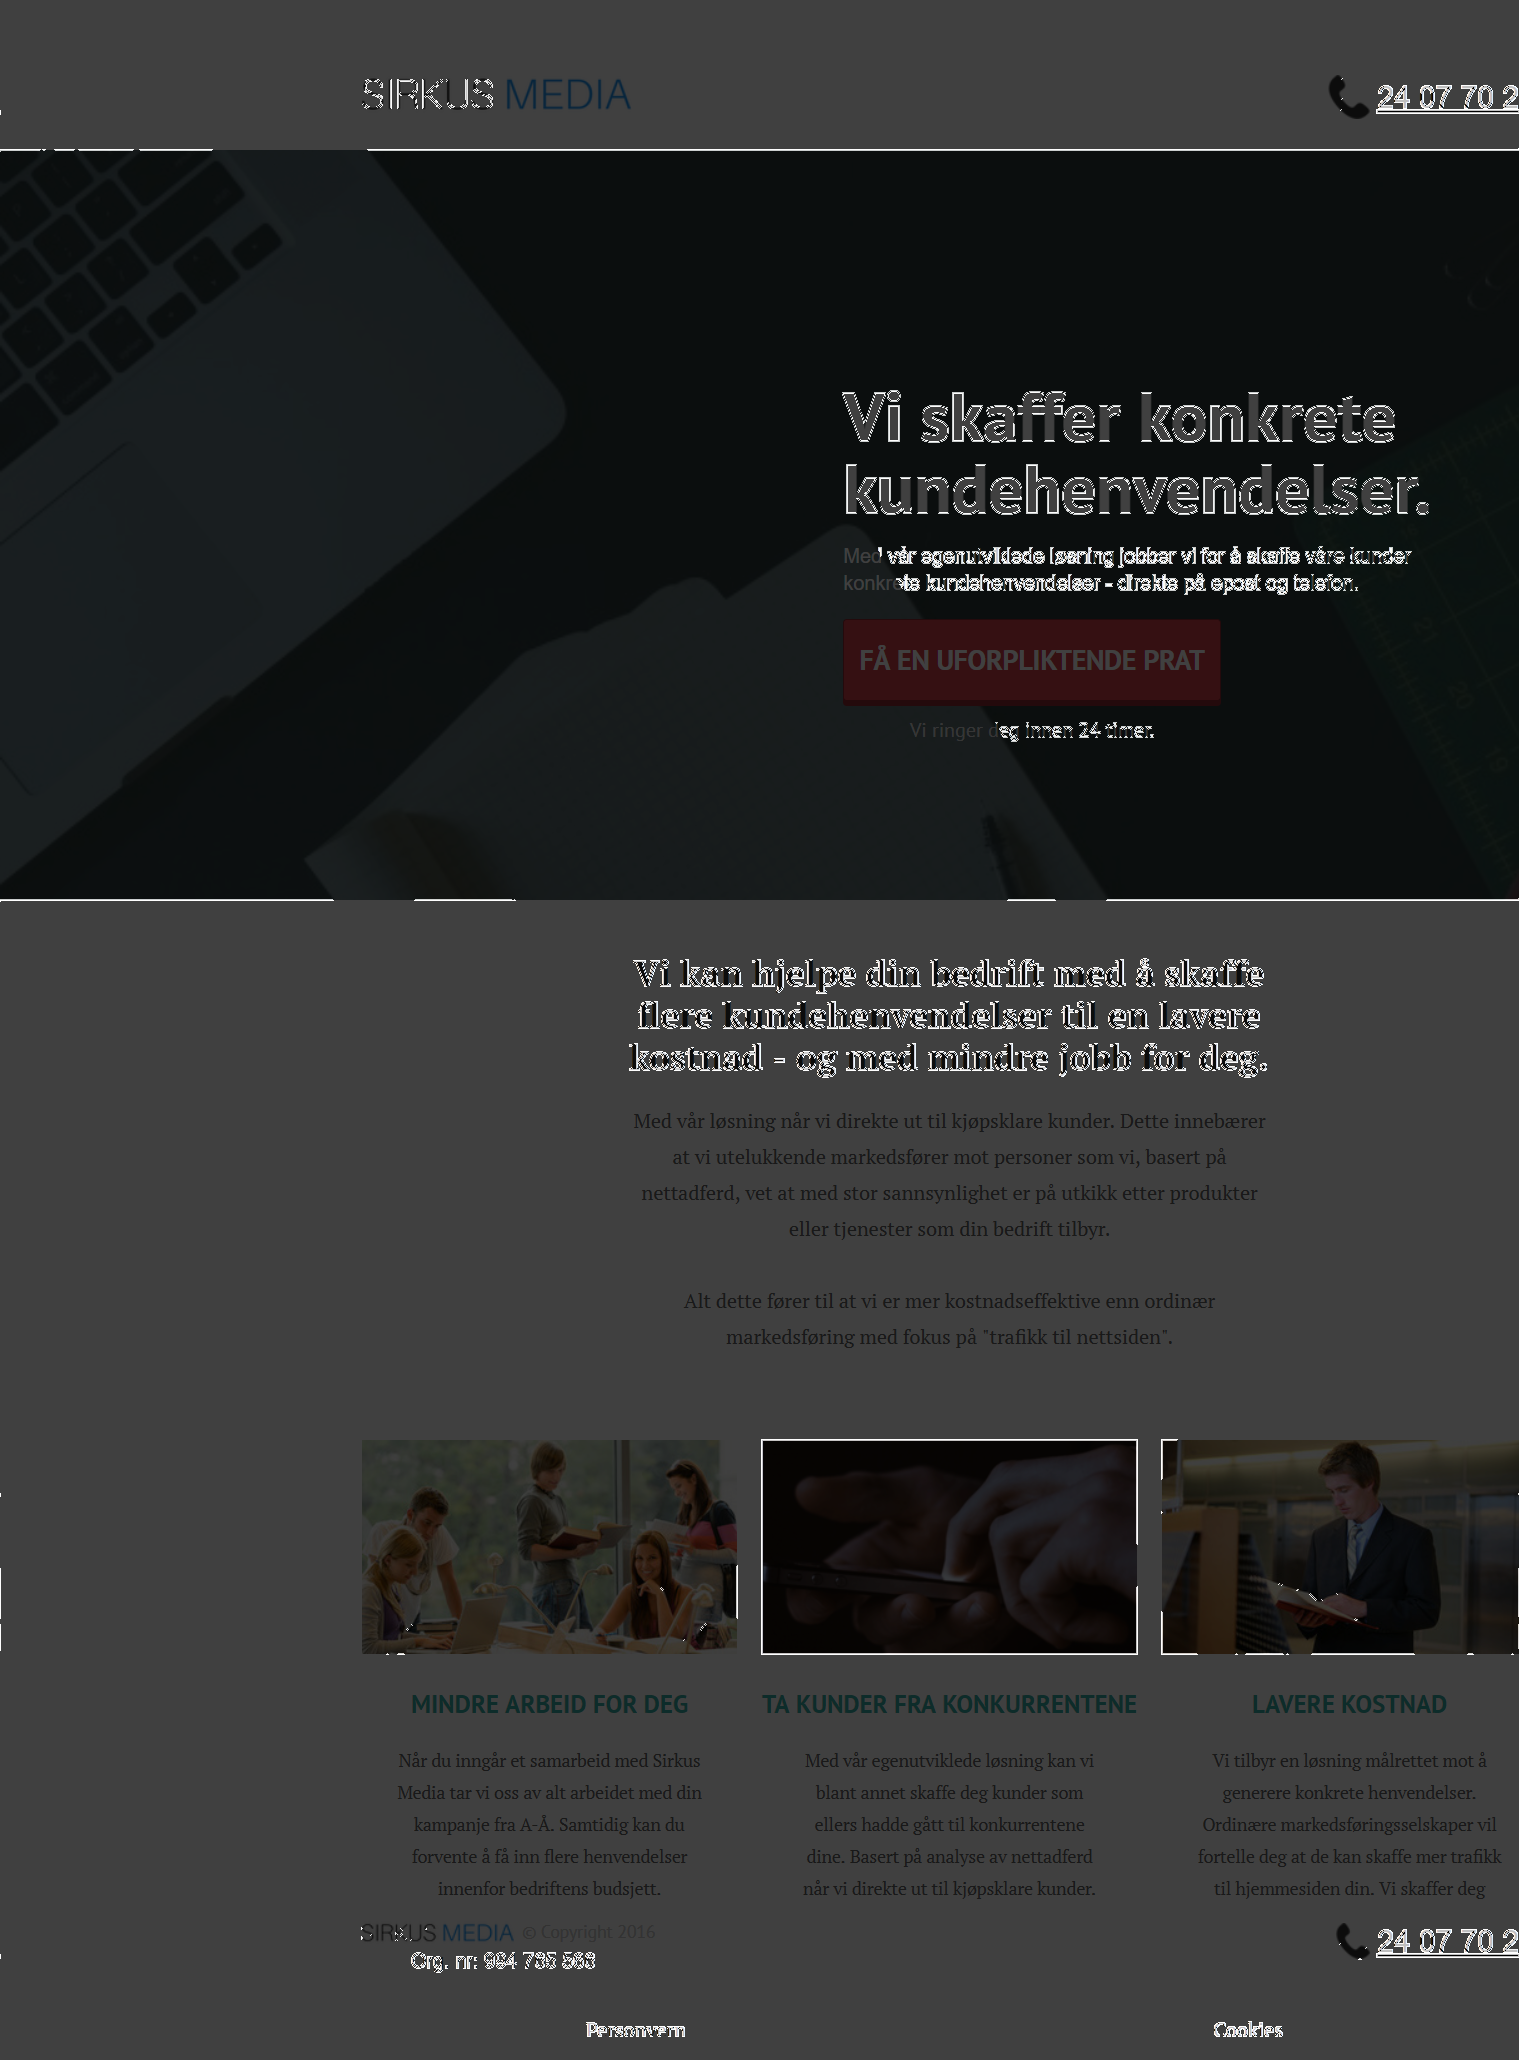 SIRKUS MEDIA
24 07 70 2
Vi skaffer konkrete
kundehenvendelser.
Med vår egenutviklede løsning jobber vi for å skaffe våre kunder
konkrete kundehenvendelser - direkte på epost og telefon.
FÅ EN UFORPLIKTENDE PRAT
Vi ringer deg innen 24 timer.
Vi kan hjelpe din bedrift med å skaffe
flere kundehenvendelser til en lavere
kostnad - og med mindre jobb for deg.
Med vår løsning når vi direkte ut til kjøpsklare kunder. Dette innebærer
at vi utelukkende markedsfører mot personer som vi, basert på
nettadferd, vet at med stor sannsynlighet er på utkikk etter produkter
eller tjenester som din bedrift tilbyr.
Alt dette fører til at vi er mer kostnadseffektive enn ordinær
markedsføring med fokus på "trafikk til nettsiden".
MINDRE ARBEID FOR DEG
Når du inngår et samarbeid med Sirkus
Media tar vi oss av alt arbeidet med din
kampanje fra A-Å. Samtidig kan du
forvente å få inn flere henvendelser
innenfor bedriftens budsjett.
TA KUNDER FRA KONKURRENTENE
Med vår egenutviklede løsning kan vi
blant annet skaffe deg kunder som
ellers hadde gått til konkurrentene
dine. Basert på analyse av nettadferd
når vi direkte ut til kjøpsklare kunder.
LAVERE KOSTNAD
Vi tilbyr en løsning målrettet mot å
generere konkrete henvendelser.
Ordinære markedsføringsselskaper vil
fortelle deg at de kan skaffe mer trafikk
til hjemmesiden din. Vi skaffer deg
SIRKUS MEDIA © Copyright 2016
24 07 70 2
Org. nr:
Personvern
Cookies